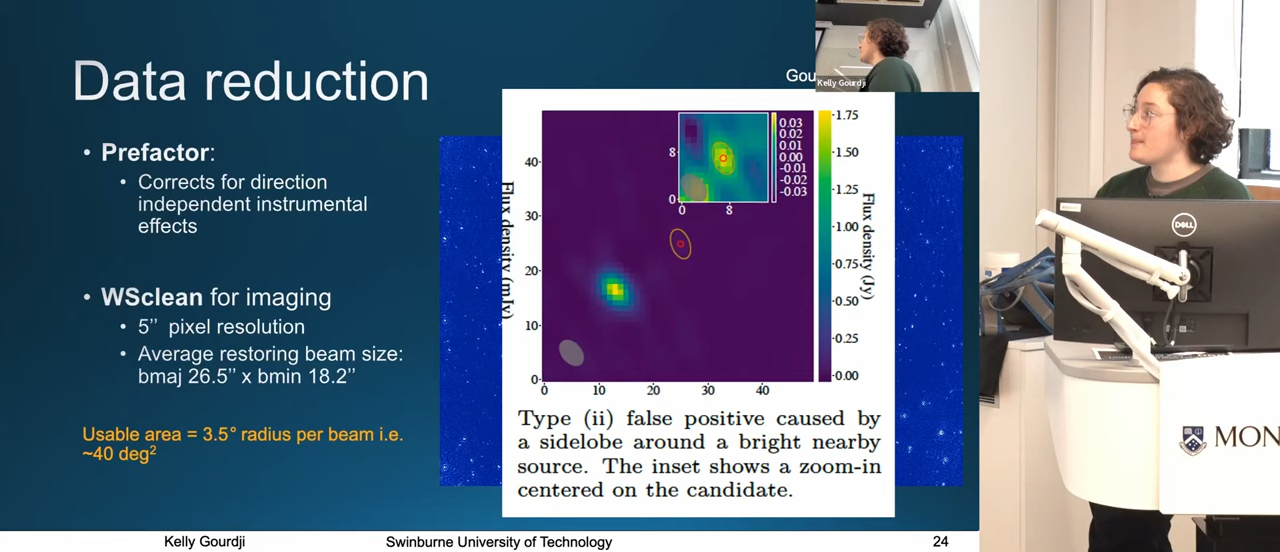 Data reduction
Gou
Kelly Gourdji
• Prefactor:
• Corrects for direction
independent instrumental
effects
• WSclean for imaging
• 5’’ pixel resolution
• Average restoring beam size:
bmaj 26.5’’ x bmin 18.2’’
Usable area = 3.5° radius per beam i.e.
~40 deg²
Flux density (mJy)
40
30
20
10
0
0 10 20 30 40
8
0
0 8
0.03
0.02
0.01
0.00
-0.01
-0.02
-0.03
1.75
1.50
1.25
1.00
0.75
0.50
0.25
0.00
Flux density (Jy)
Type (ii) false positive caused by
a sidelobe around a bright nearby
source. The inset shows a zoom-in
centered on the candidate.
Kelly Gourdji
Swinburne University of Technology
24
DELL
MON